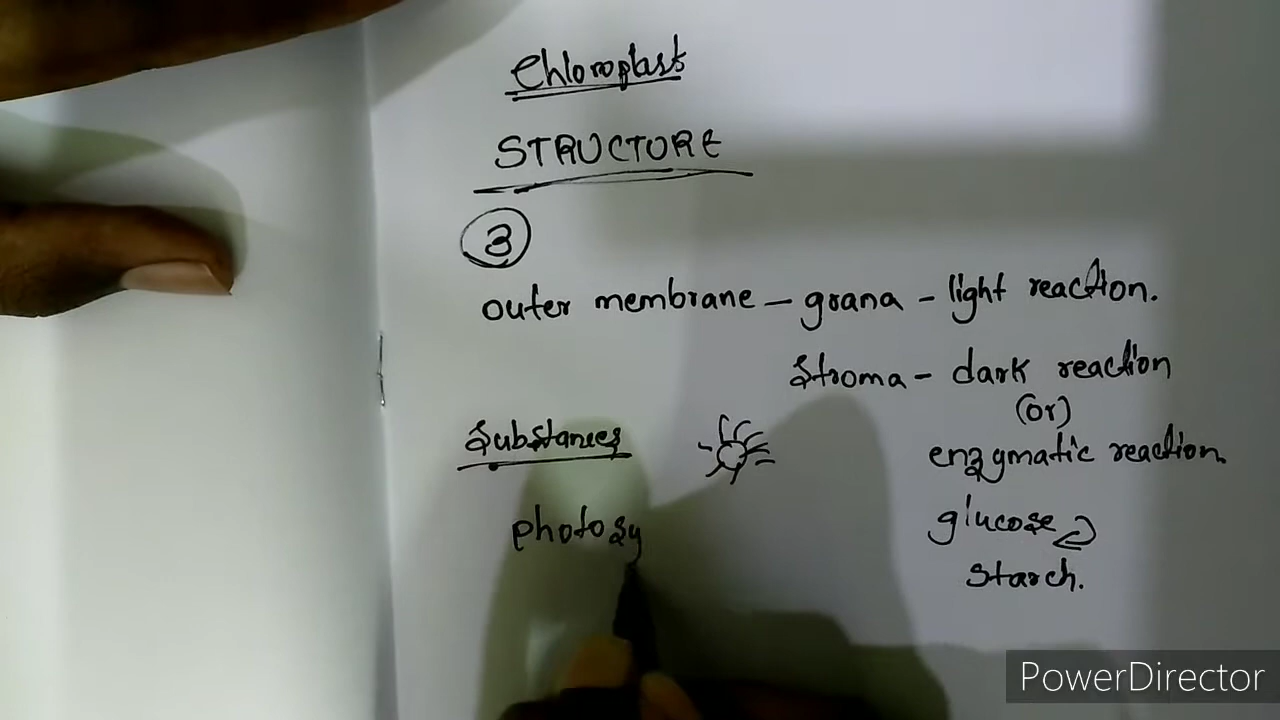 Chloroplast
STRUCTURE
3
outer membrane – grana – light reaction.
Stroma – dark reaction
(or)
enzymatic reaction.
Substances
glucose
photosy
starch.
PowerDirector